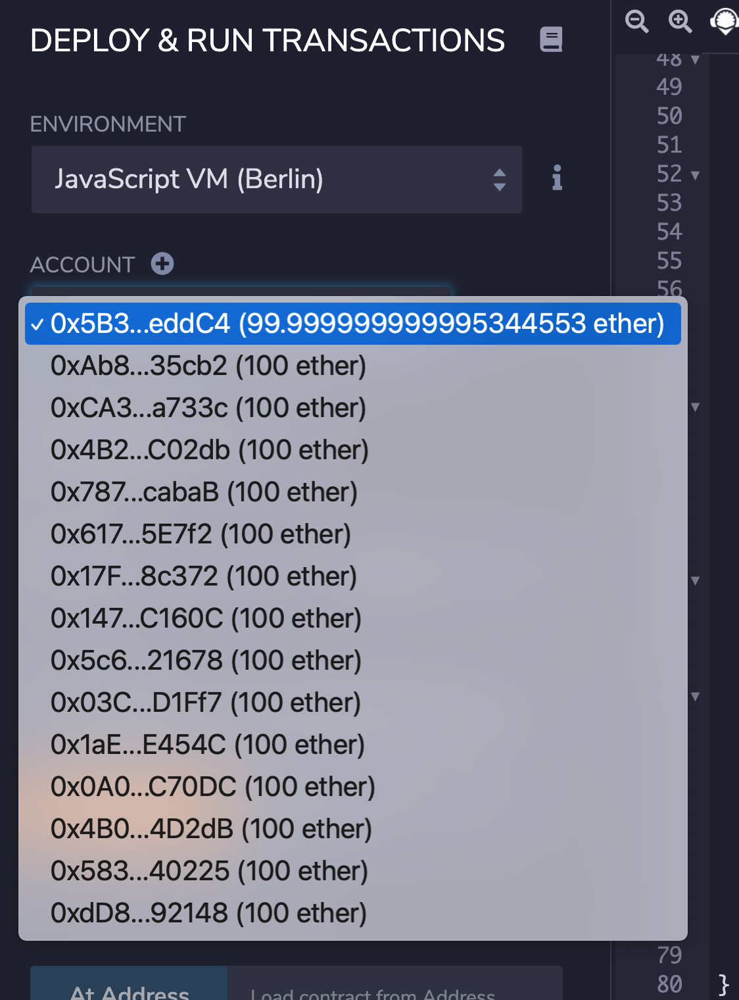 DEPLOY & RUN TRANSACTIONS
ENVIRONMENT
JavaScript VM (Berlin)
ACCOUNT
0x5B3...eddC4 (99.999999999995344553 ether)
0xAb8...35cb2 (100 ether)
0xCA3...a733c (100 ether)
0x4B2...C02db (100 ether)
0x787...cabaB (100 ether)
0x617...5E7f2 (100 ether)
0x17F...8c372 (100 ether)
0x147...C160C (100 ether)
0x5c6...21678 (100 ether)
0x03C...D1Ff7 (100 ether)
0x1aE...E454C (100 ether)
0x0A0...C70DC (100 ether)
0x4B0...4D2dB (100 ether)
0x583...40225 (100 ether)
0xdD8...92148 (100 ether)
At Address
Load contract from Address
48
49
50
51
52
53
54
55
56
79
80 }